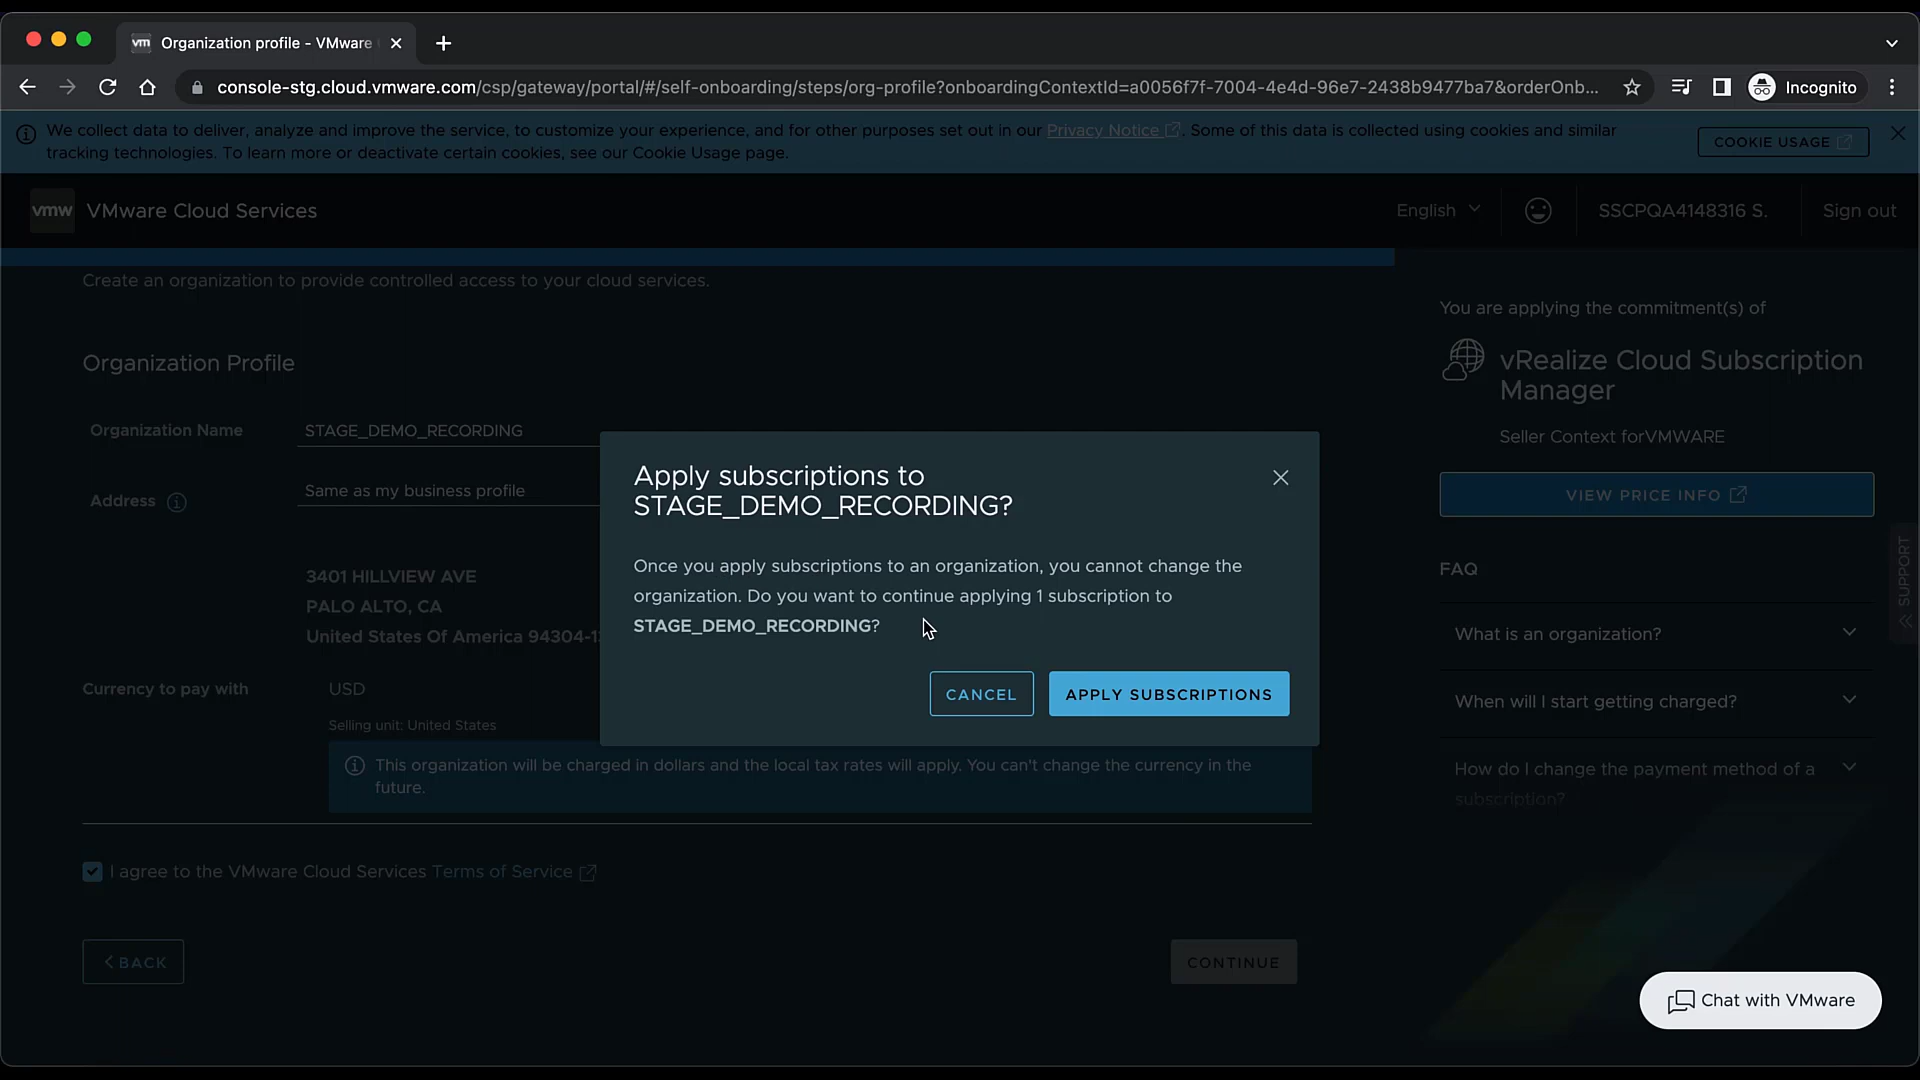 vm Organization profile - VMware
console-stg.cloud.vmware.com/csp/gateway/portal/#/self-onboarding/steps/org-profile?onboardingContextId=a0056f7f-7004-4e4d-96e7-2438b9477ba7&orderOnb...
Incognito
We collect data to deliver, analyze and improve the service, to customize your experience, and for other purposes set out in our Privacy Notice. Some of this data is collected using cookies and similar
tracking technologies. To learn more or deactivate certain cookies, see our Cookie Usage page.
COOKIE USAGE
vmw VMware Cloud Services
English
SSCPQA4148316 S.
Sign out
Create an organization to provide controlled access to your cloud services.
Organization Profile
Organization Name
STAGE_DEMO_RECORDING
Address
Same as my business profile
3401 HILLVIEW AVE
PALO ALTO, CA
United States Of America 94304-1
Currency to pay with
USD
Selling unit: United States
This organization will be charged in dollars and the local tax rates will apply. You can't change the currency in the
future.
I agree to the VMware Cloud Services Terms of Service
BACK
CONTINUE
Apply subscriptions to
STAGE_DEMO_RECORDING?
Once you apply subscriptions to an organization, you cannot change the
organization. Do you want to continue applying 1 subscription to
STAGE_DEMO_RECORDING?
CANCEL
APPLY SUBSCRIPTIONS
You are applying the commitment(s) of
vRealize Cloud Subscription
Manager
Seller Context forVMWARE
VIEW PRICE INFO
FAQ
What is an organization?
When will I start getting charged?
How do I change the payment method of a
subscription?
SUPPORT
Chat with VMware